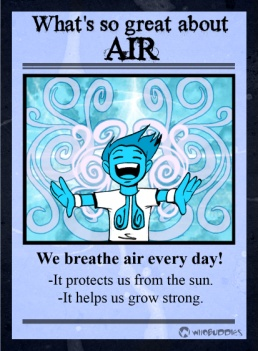 What's so great about
AIR
We breathe air every day!
-It protects us from the sun.
-It helps us grow strong.